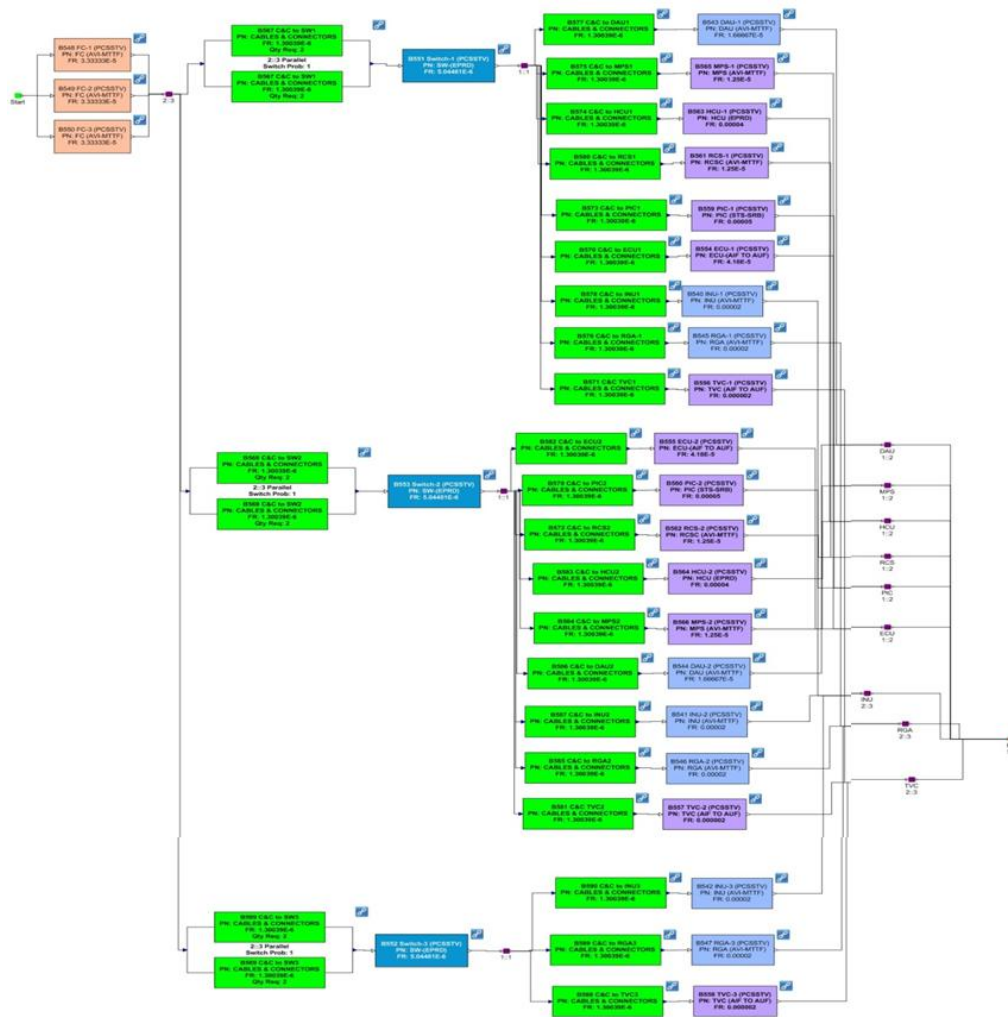 Start
B548 FC-1 (PCSSTV)
PN: FC (AVI-MTTF)
FR: 3.33333E-5
B549 FC-2 (PCSSTV)
PN: FC (AVI-MTTF)
FR: 3.33333E-5
B550 FC-3 (PCSSTV)
PN: FC (AVI-MTTF)
FR: 3.33333E-5
2::3
B567 C&C to SW1
PN: CABLES & CONNECTORS
FR: 1.30039E-6
Qty Req: 2
2::3 Parallel
Switch Prob: 1
B567 C&C to SW1
PN: CABLES & CONNECTORS
FR: 1.30039E-6
Qty Req: 2
B551 Switch-1 (PCSSTV)
PN: SW-(EPRD)
FR: 5.04481E-6
1::1
B577 C&C to DAU1
PN: CABLES & CONNECTORS
FR: 1.30039E-6
B543 DAU-1 (PCSSTV)
PN: DAU (AVI-MTTF)
FR: 1.66667E-5
B575 C&C to MPS1
PN: CABLES & CONNECTORS
FR: 1.30039E-6
B565 MPS-1 (PCSSTV)
PN: MPS (AVI-MTTF)
FR: 1.25E-5
B574 C&C to HCU1
PN: CABLES & CONNECTORS
FR: 1.30039E-6
B563 HCU-1 (PCSSTV)
PN: HCU (EPRD)
FR: 0.00004
C&C to RCS1
PN: CABLES & CONNECTORS
FR: 1.30039E-6
B561 RCS-1 (PCSSTV)
PN: RCSC (AVI-MTTF)
FR: 1.25E-5
B573 C&C to PIC1
PN: CABLES & CONNECTORS
FR: 1.30039E-6
B559 PIC-1 (PCSSTV)
PN: PIC (STS-SRB)
FR: 0.00005
C&C to ECU1
PN: CABLES & CONNECTORS
FR: 1.30039E-6
B554 ECU-1 (PCSSTV)
PN: ECU-(AIF TO AUF)
FR: 4.18E-5
C&C to INU1
PN: CABLES & CONNECTORS
FR: 1.30039E-6
B540 INU-1 (PCSSTV)
PN: INU (AVI-MTTF)
FR: 0.00002
C&C to RGA-1
PN: CABLES & CONNECTORS
FR: 1.30039E-6
B545 RGA-1 (PCSSTV)
PN: RGA (AVI-MTTF)
FR: 0.00002
B571 C&C TVC1
PN: CABLES & CONNECTORS
FR: 1.30039E-6
B556 TVC-1 (PCSSTV)
PN: TVC (AIF TO AUF)
FR: 0.000002
C&C to SW2
PN: CABLES & CONNECTORS
FR: 1.30039E-6
Qty Req: 2
2::3 Parallel
Switch Prob: 1
C&C to SW2
PN: CABLES & CONNECTORS
FR: 1.30039E-6
Qty Req: 2
B553 Switch-2 (PCSSTV)
PN: SW-(EPRD)
FR: 5.04481E-6
1::1
B582 C&C to ECU2
PN: CABLES & CONNECTORS
FR: 1.30039E-6
B555 ECU-2 (PCSSTV)
PN: ECU-(AIF TO AUF)
FR: 4.18E-5
C&C to PIC2
PN: CABLES & CONNECTORS
FR: 1.30039E-6
B560 PIC-2 (PCSSTV)
PN: PIC (STS-SRB)
FR: 0.00005
B572 C&C to RCS2
PN: CABLES & CONNECTORS
FR: 1.30039E-6
B562 RCS-2 (PCSSTV)
PN: RCSC (AVI-MTTF)
FR: 1.25E-5
C&C to HCU2
PN: CABLES & CONNECTORS
FR: 1.30039E-6
B564 HCU-2 (PCSSTV)
PN: HCU (EPRD)
FR: 0.00004
B584 C&C to MPS2
PN: CABLES & CONNECTORS
FR: 1.30039E-6
B566 MPS-2 (PCSSTV)
PN: MPS (AVI-MTTF)
FR: 1.25E-5
C&C to DAU2
PN: CABLES & CONNECTORS
FR: 1.30039E-6
B544 DAU-2 (PCSSTV)
PN: DAU (AVI-MTTF)
FR: 1.66667E-5
B587 C&C to INU2
PN: CABLES & CONNECTORS
FR: 1.30039E-6
B541 INU-2 (PCSSTV)
PN: INU (AVI-MTTF)
FR: 0.00002
B585 C&C to RGA2
PN: CABLES & CONNECTORS
FR: 1.30039E-6
B546 RGA-2 (PCSSTV)
PN: RGA (AVI-MTTF)
FR: 0.00002
B581 C&C TVC2
PN: CABLES & CONNECTORS
FR: 1.30039E-6
B557 TVC-2 (PCSSTV)
PN: TVC (AIF TO AUF)
FR: 0.000002
DAU
1::2
MPS
1::2
HCU
1::2
RCS
1::2
PIC
1::2
ECU
1::2
INU
2::3
RGA
2::3
TVC
2::3
C&C to SW3
PN: CABLES & CONNECTORS
FR: 1.30039E-6
Qty Req: 2
2::3 Parallel
Switch Prob: 1
C&C to SW3
PN: CABLES & CONNECTORS
FR: 1.30039E-6
Qty Req: 2
B552 Switch-3 (PCSSTV)
PN: SW-(EPRD)
FR: 5.04481E-6
1::1
C&C to INU3
PN: CABLES & CONNECTORS
FR: 1.30039E-6
B542 INU-3 (PCSSTV)
PN: INU (AVI-MTTF)
FR: 0.00002
C&C to RGA3
PN: CABLES & CONNECTORS
FR: 1.30039E-6
B547 RGA-3 (PCSSTV)
PN: RGA (AVI-MTTF)
FR: 0.00002
C&C to TVC3
PN: CABLES & CONNECTORS
FR: 1.30039E-6
B558 TVC-3 (PCSSTV)
PN: TVC (AIF TO AUF)
FR: 0.000002